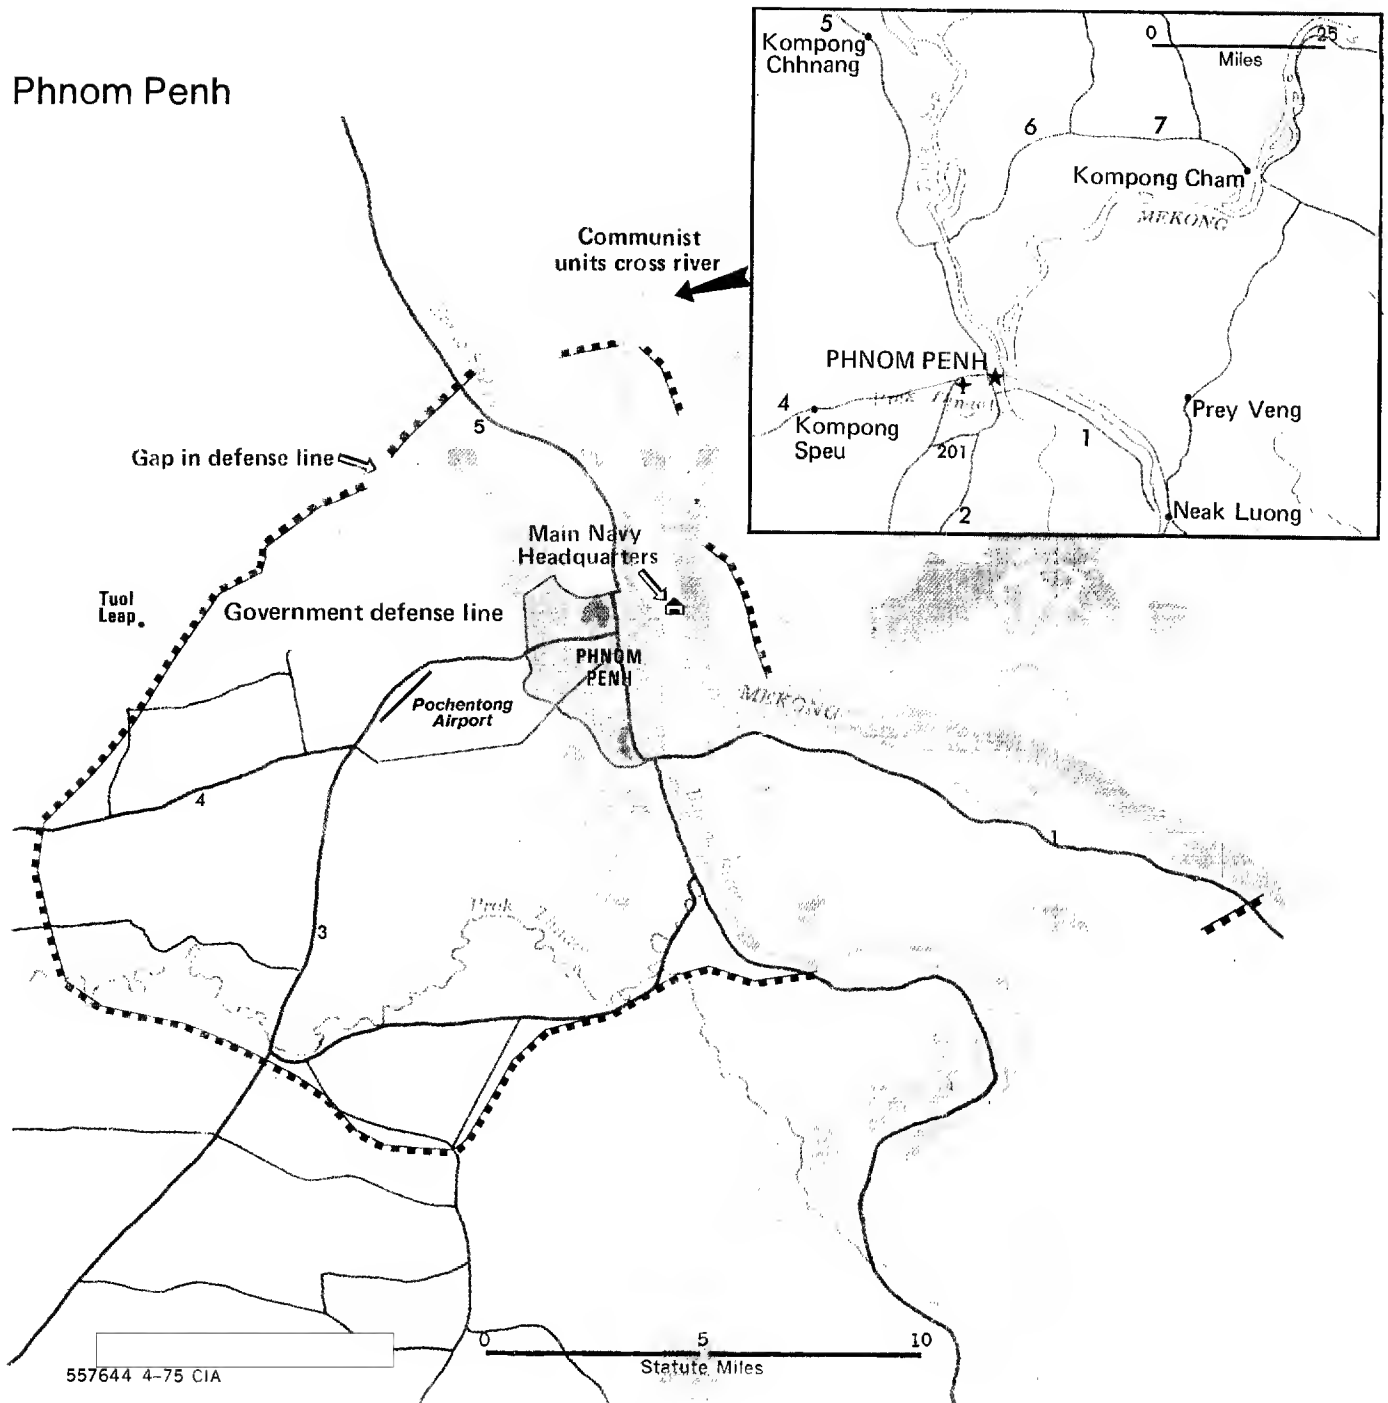 Phnom Penh
5
Kompong
Chhnang
0
25
Miles
6
7
Kompong Cham
MEKONG
PHNOM PENH
4
Kompong
Speu
Prek
201
2
1
Prey Veng
Neak Luong
Communist
units cross river
5
Gap in defense line
Main Navy
Headquarters
Tuol
Leap
Government defense line
PHNOM
PENH
Pochentong
Airport
MEKONG
4
1
3
Prek
0
5
10
Statute Miles
557644 4-75 CIA